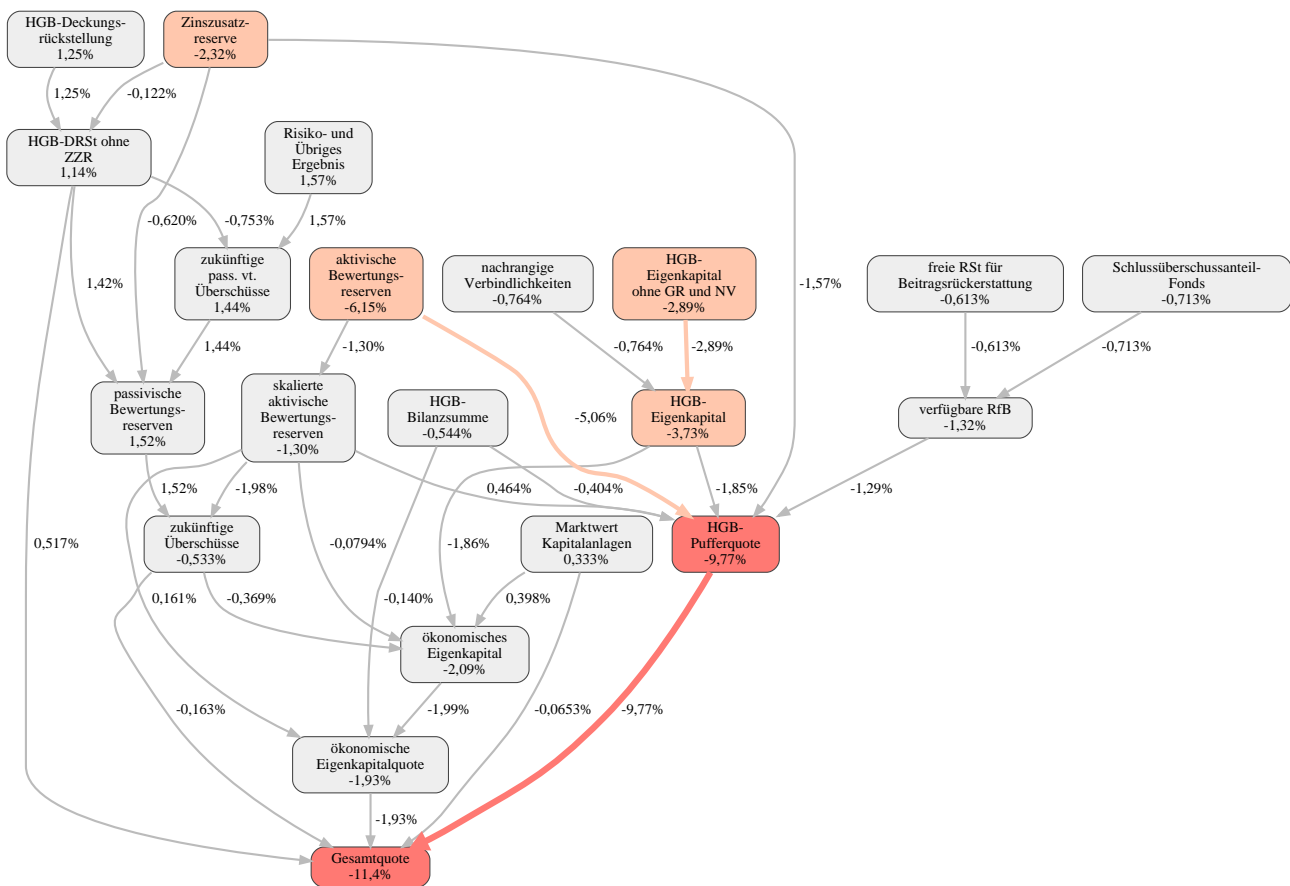 HGB-Deckungs-
rückstellung
1,25%
Zinszusatz-
reserve
-2,32%
1,25%
-0,122%
HGB-DRSt ohne
ZZR
1,14%
Risiko- und
Übriges
Ergebnis
1,57%
-0,620%
-0,753%
1,57%
zukünftige
pass. vt.
Überschüsse
1,44%
aktivische
Bewertungs-
reserven
-6,15%
nachrangige
Verbindlichkeiten
-0,764%
HGB-
Eigenkapital
ohne GR und NV
-2,89%
-1,57%
freie RSt für
Beitragsrückerstattung
-0,613%
Schlussüberschussanteil-
Fonds
-0,713%
1,42%
1,44%
-1,30%
-0,764%
-2,89%
-0,613%
-0,713%
passivische
Bewertungs-
reserven
1,52%
skalierte
aktivische
Bewertungs-
reserven
-1,30%
HGB-
Bilanzsumme
-0,544%
-5,06%
HGB-
Eigenkapital
-3,73%
verfügbare RfB
-1,32%
1,52%
-1,98%
0,464%
-0,404%
-1,85%
-1,29%
0,517%
zukünftige
Überschüsse
-0,533%
-0,0794%
-1,86%
Marktwert
Kapitalanlagen
0,333%
HGB-
Pufferquote
-9,77%
0,161%
-0,369%
-0,140%
0,398%
ökonomisches
Eigenkapital
-2,09%
-0,163%
-1,99%
-0,0653%
-9,77%
ökonomische
Eigenkapitalquote
-1,93%
-1,93%
Gesamtquote
-11,4%